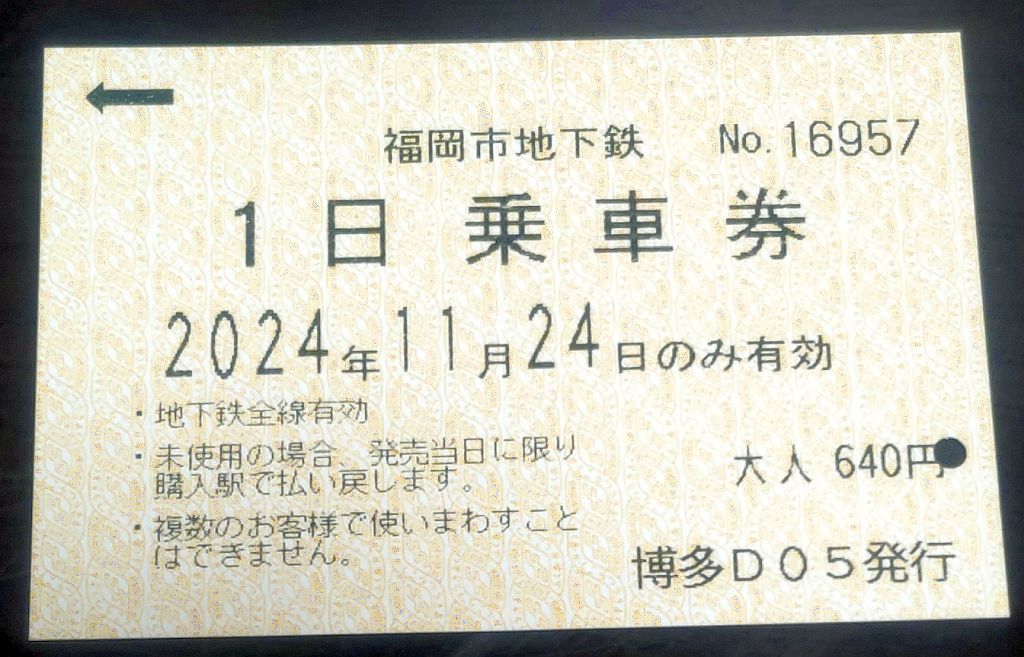 福岡市地下鉄 No.16957
1日乗車券
2024年11月24日のみ有効
・地下鉄全線有効
・未使用の場合 発売当日に限り
購入駅で払い戻します。
大人 640円
・複数のお客様で使いまわすこと
はできません。
博多D05発行